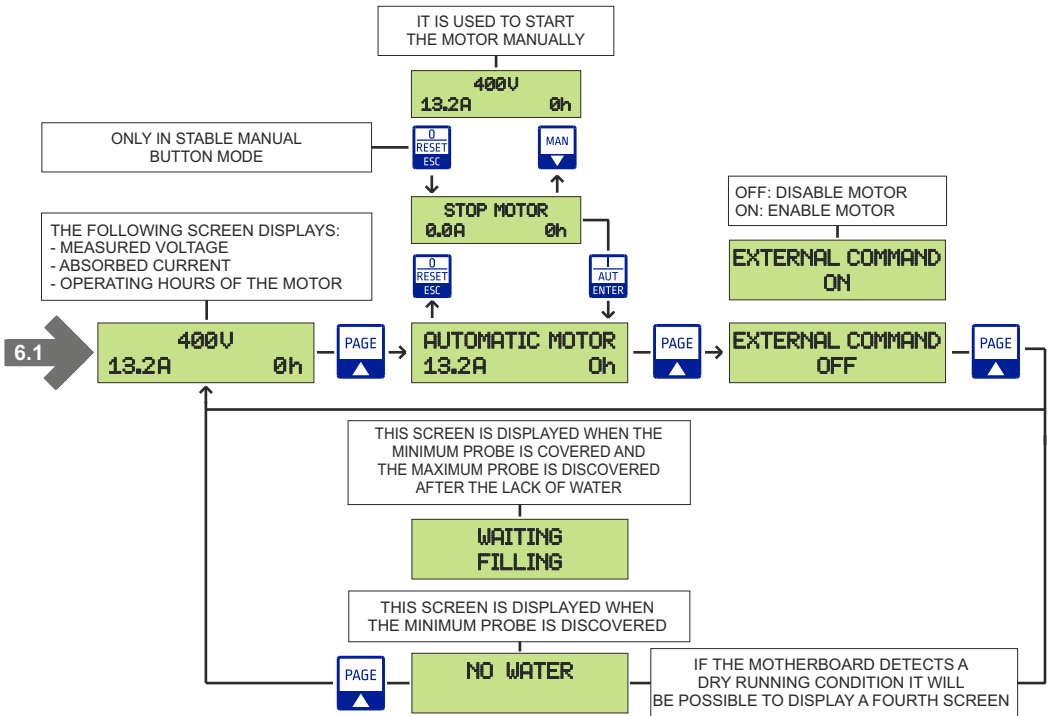 IT IS USED TO START
THE MOTOR MANUALLY
400V
13.2A 0h
ONLY IN STABLE MANUAL
BUTTON MODE
0
RESET
ESC
MAN
STOP MOTOR
0.0A 0h
OFF: DISABLE MOTOR
ON: ENABLE MOTOR
THE FOLLOWING SCREEN DISPLAYS:
- MEASURED VOLTAGE
- ABSORBED CURRENT
- OPERATING HOURS OF THE MOTOR
0
RESET
ESC
I
AUT
ENTER
EXTERNAL COMMAND
ON
6.1
400V
13.2A 0h
PAGE
AUTOMATIC MOTOR
13.2A 0h
PAGE
EXTERNAL COMMAND
OFF
PAGE
THIS SCREEN IS DISPLAYED WHEN THE
MINIMUM PROBE IS COVERED AND
THE MAXIMUM PROBE IS DISCOVERED
AFTER THE LACK OF WATER
WAITING
FILLING
THIS SCREEN IS DISPLAYED WHEN
THE MINIMUM PROBE IS DISCOVERED
PAGE
NO WATER
IF THE MOTHERBOARD DETECTS A
DRY RUNNING CONDITION IT WILL
BE POSSIBLE TO DISPLAY A FOURTH SCREEN